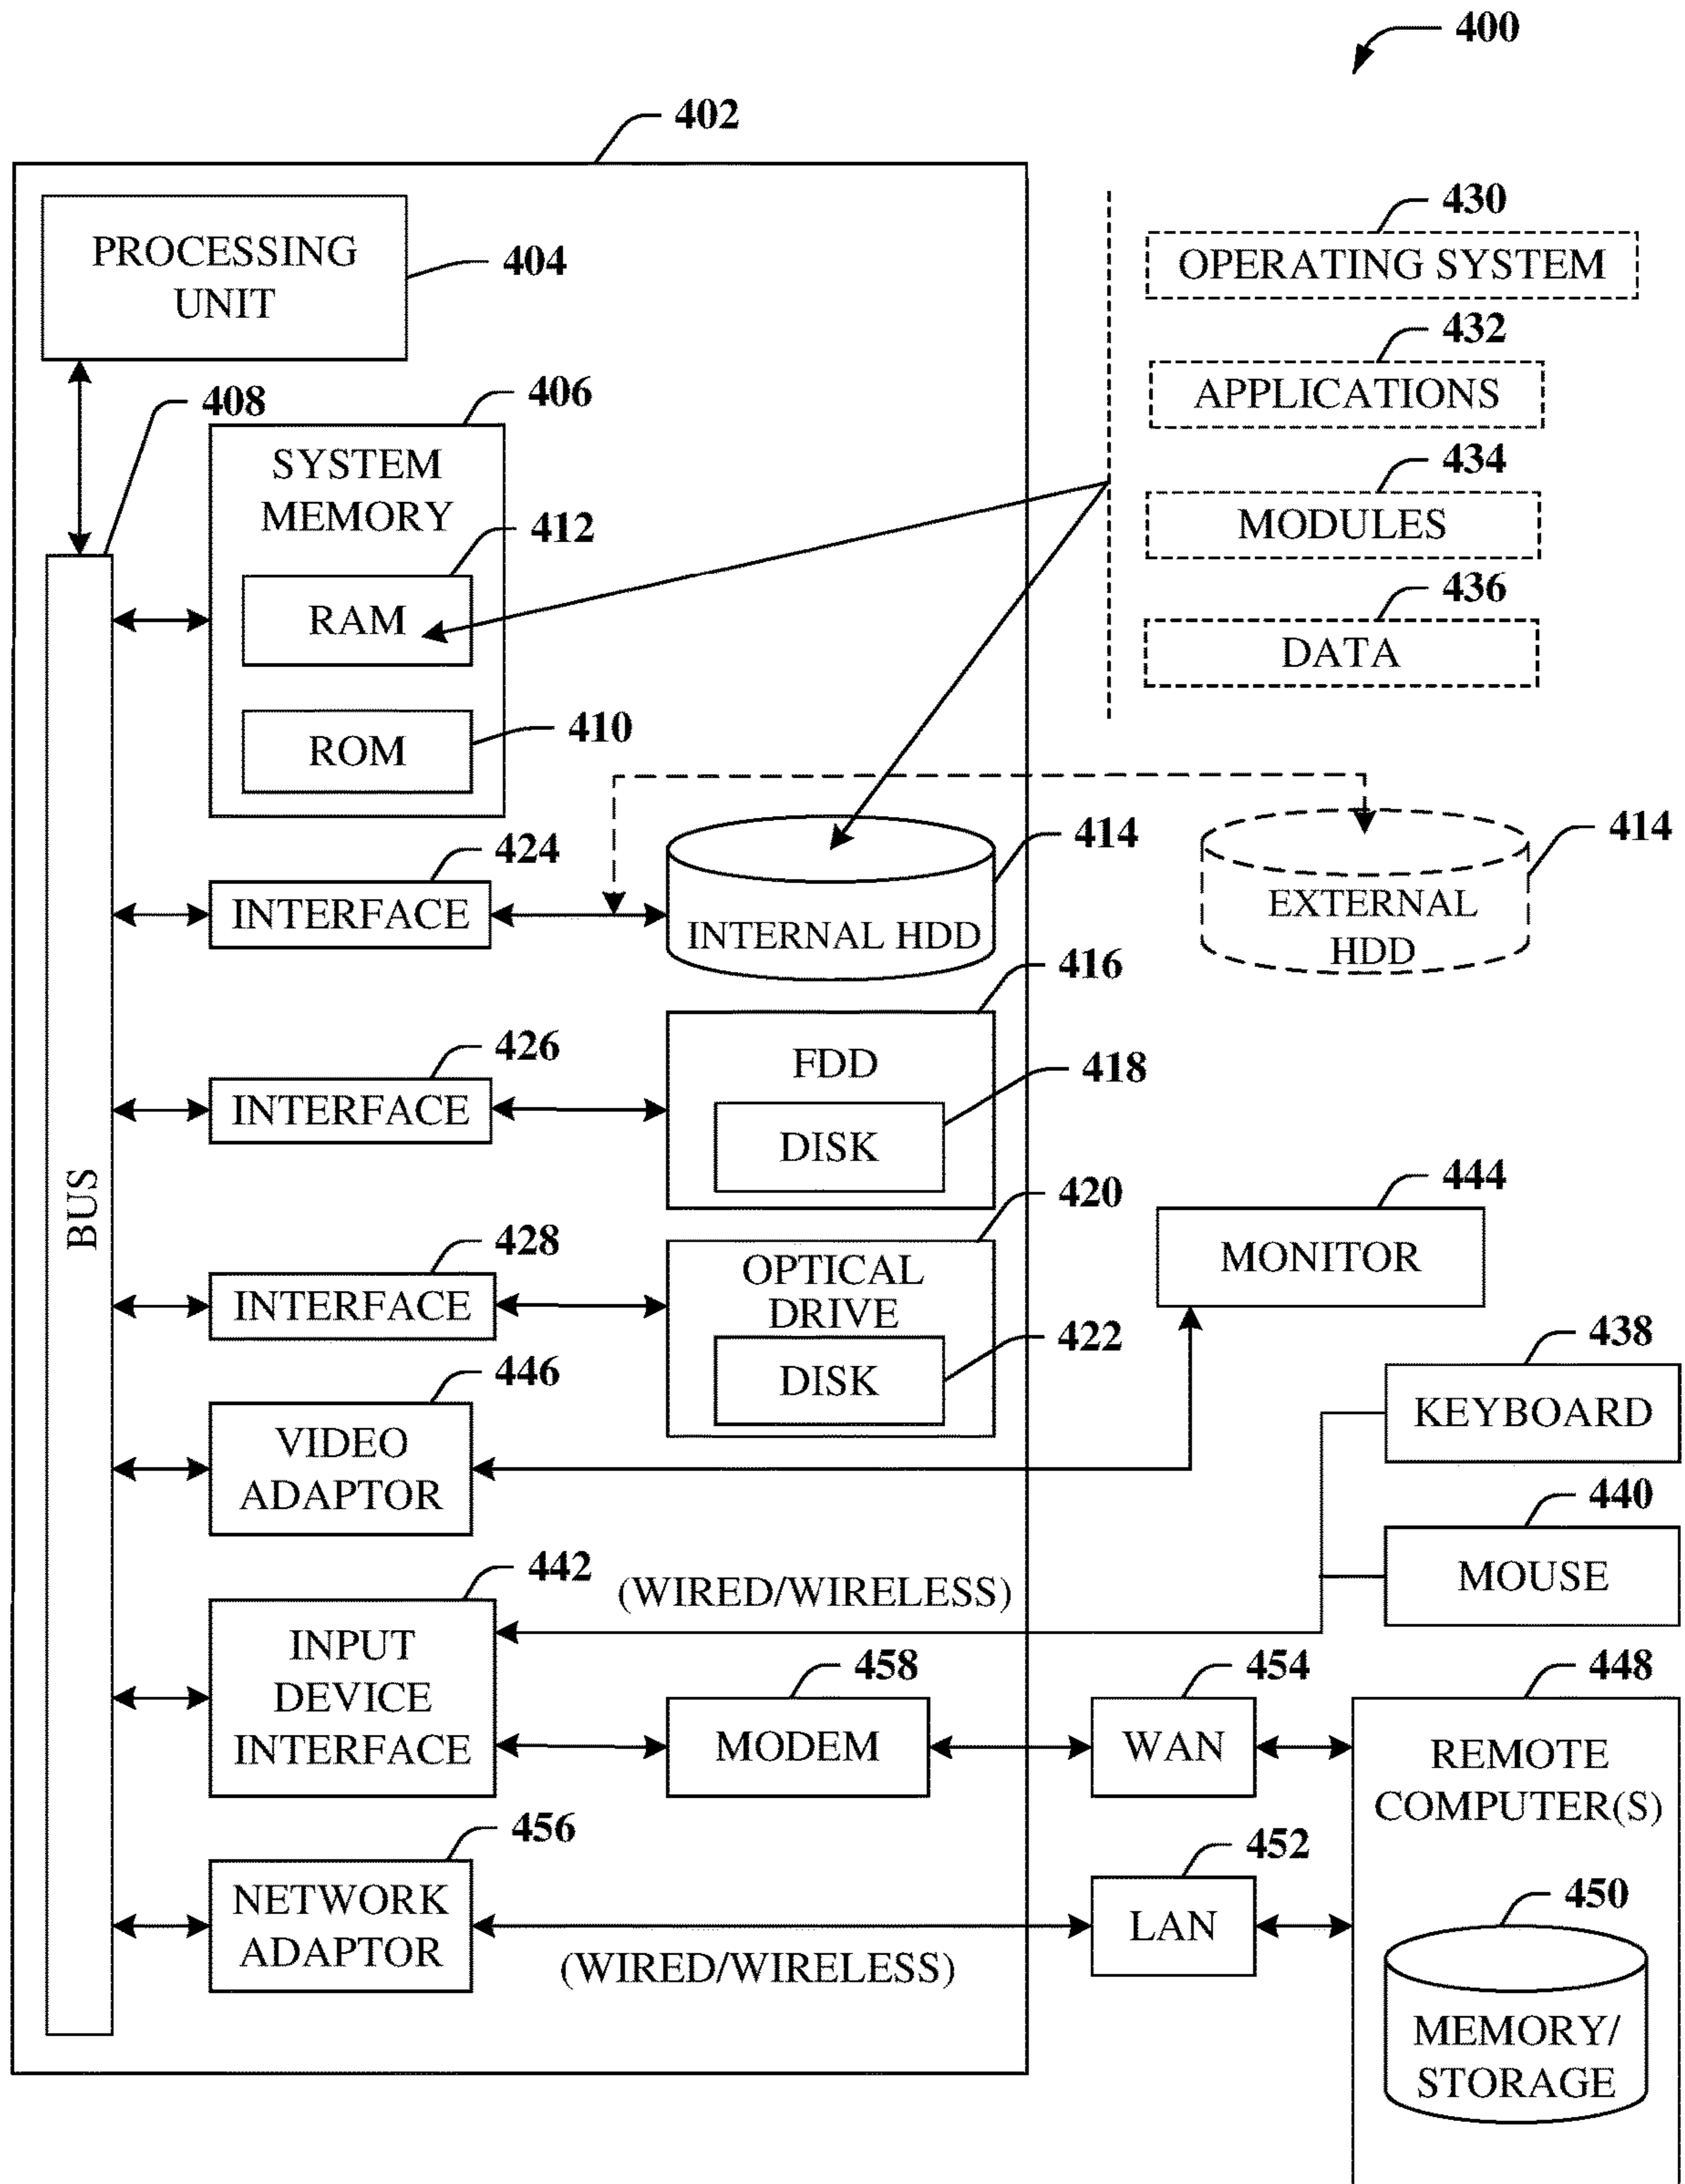 400
402
PROCESSING
UNIT
404
430
OPERATING SYSTEM
432
APPLICATIONS
434
MODULES
436
DATA
408
406
SYSTEM
MEMORY
412
RAM
410
ROM
424
INTERFACE
414
INTERNAL HDD
414
EXTERNAL
HDD
416
FDD
418
DISK
426
INTERFACE
BUS
420
OPTICAL
DRIVE
422
DISK
428
INTERFACE
444
MONITOR
446
VIDEO
ADAPTOR
438
KEYBOARD
440
MOUSE
442
INPUT
DEVICE
INTERFACE
(WIRED/WIRELESS)
458
MODEM
454
WAN
448
REMOTE
COMPUTER(S)
456
NETWORK
ADAPTOR
(WIRED/WIRELESS)
452
LAN
450
MEMORY/
STORAGE